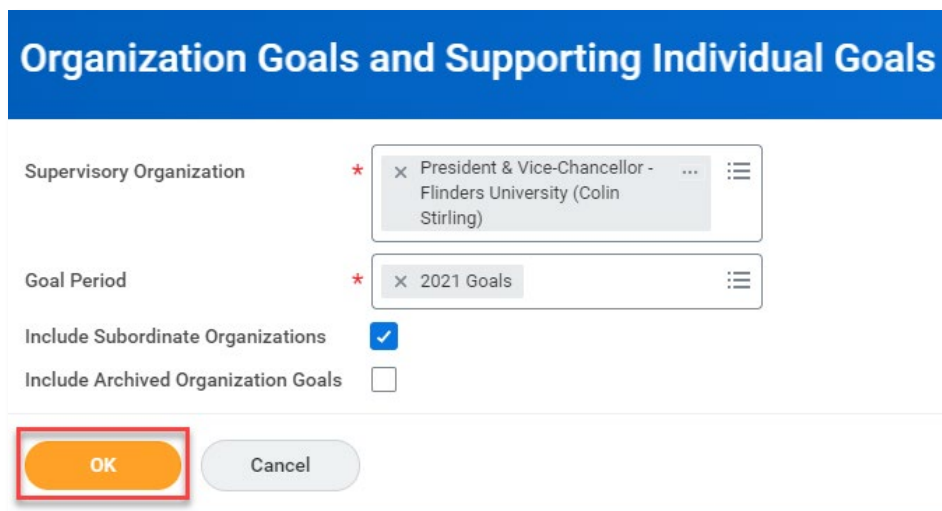 Organization Goals and Supporting Individual Goals
Supervisory Organization *
× President & Vice-Chancellor - ...
Flinders University (Colin
Stirling)
Goal Period *
× 2021 Goals
Include Subordinate Organizations
Include Archived Organization Goals
OK
Cancel